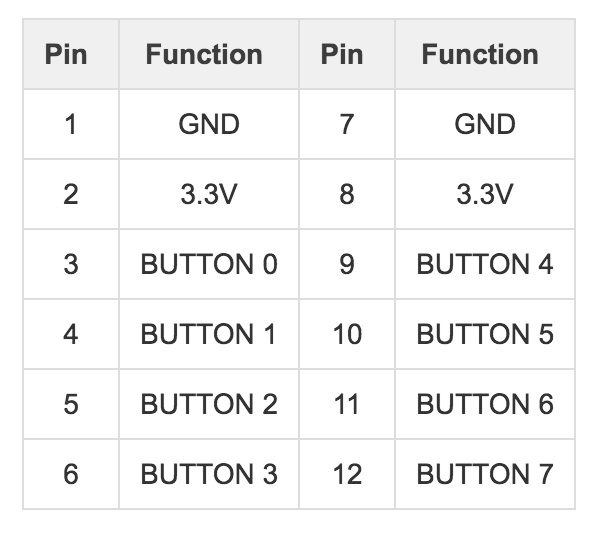 Pin Function Pin Function
1 GND 7 GND
2 3.3V 8 3.3V
3 BUTTON 0 9 BUTTON 4
4 BUTTON 1 10 BUTTON 5
5 BUTTON 2 11 BUTTON 6
6 BUTTON 3 12 BUTTON 7